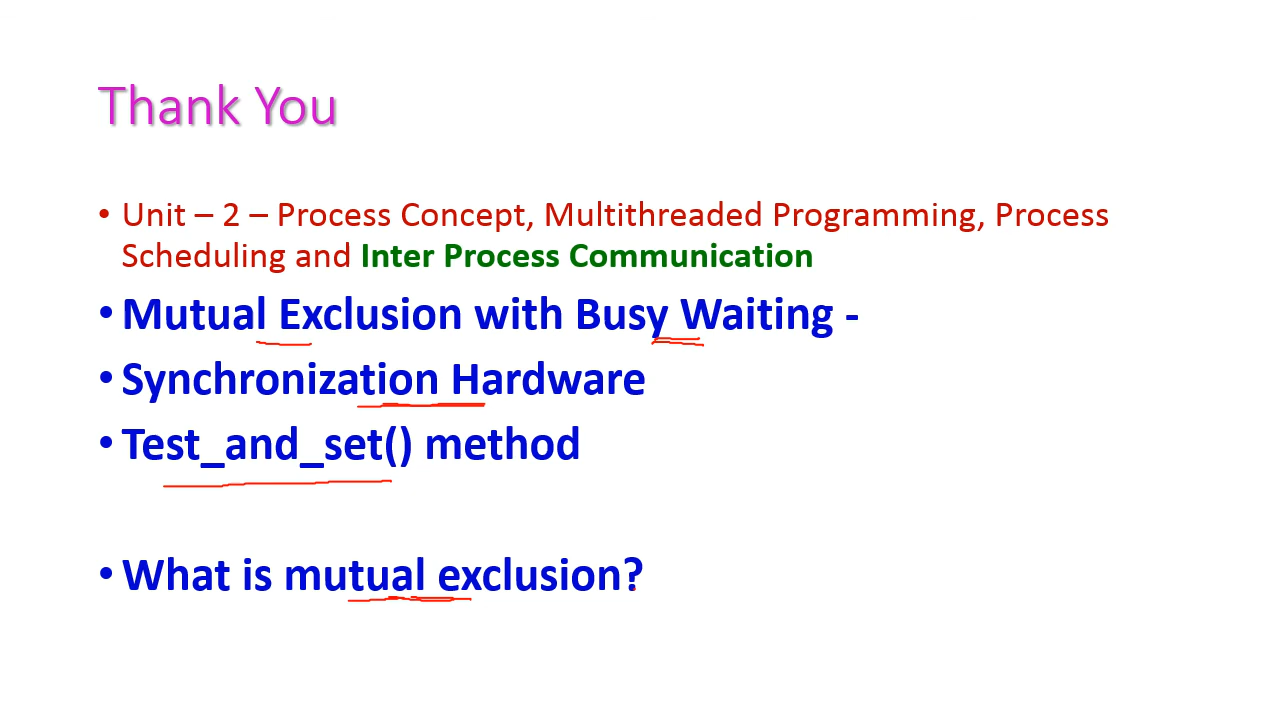 Thank You
• Unit – 2 – Process Concept, Multithreaded Programming, Process
Scheduling and Inter Process Communication
• Mutual Exclusion with Busy Waiting -
• Synchronization Hardware
• Test_and_set() method
• What is mutual exclusion?